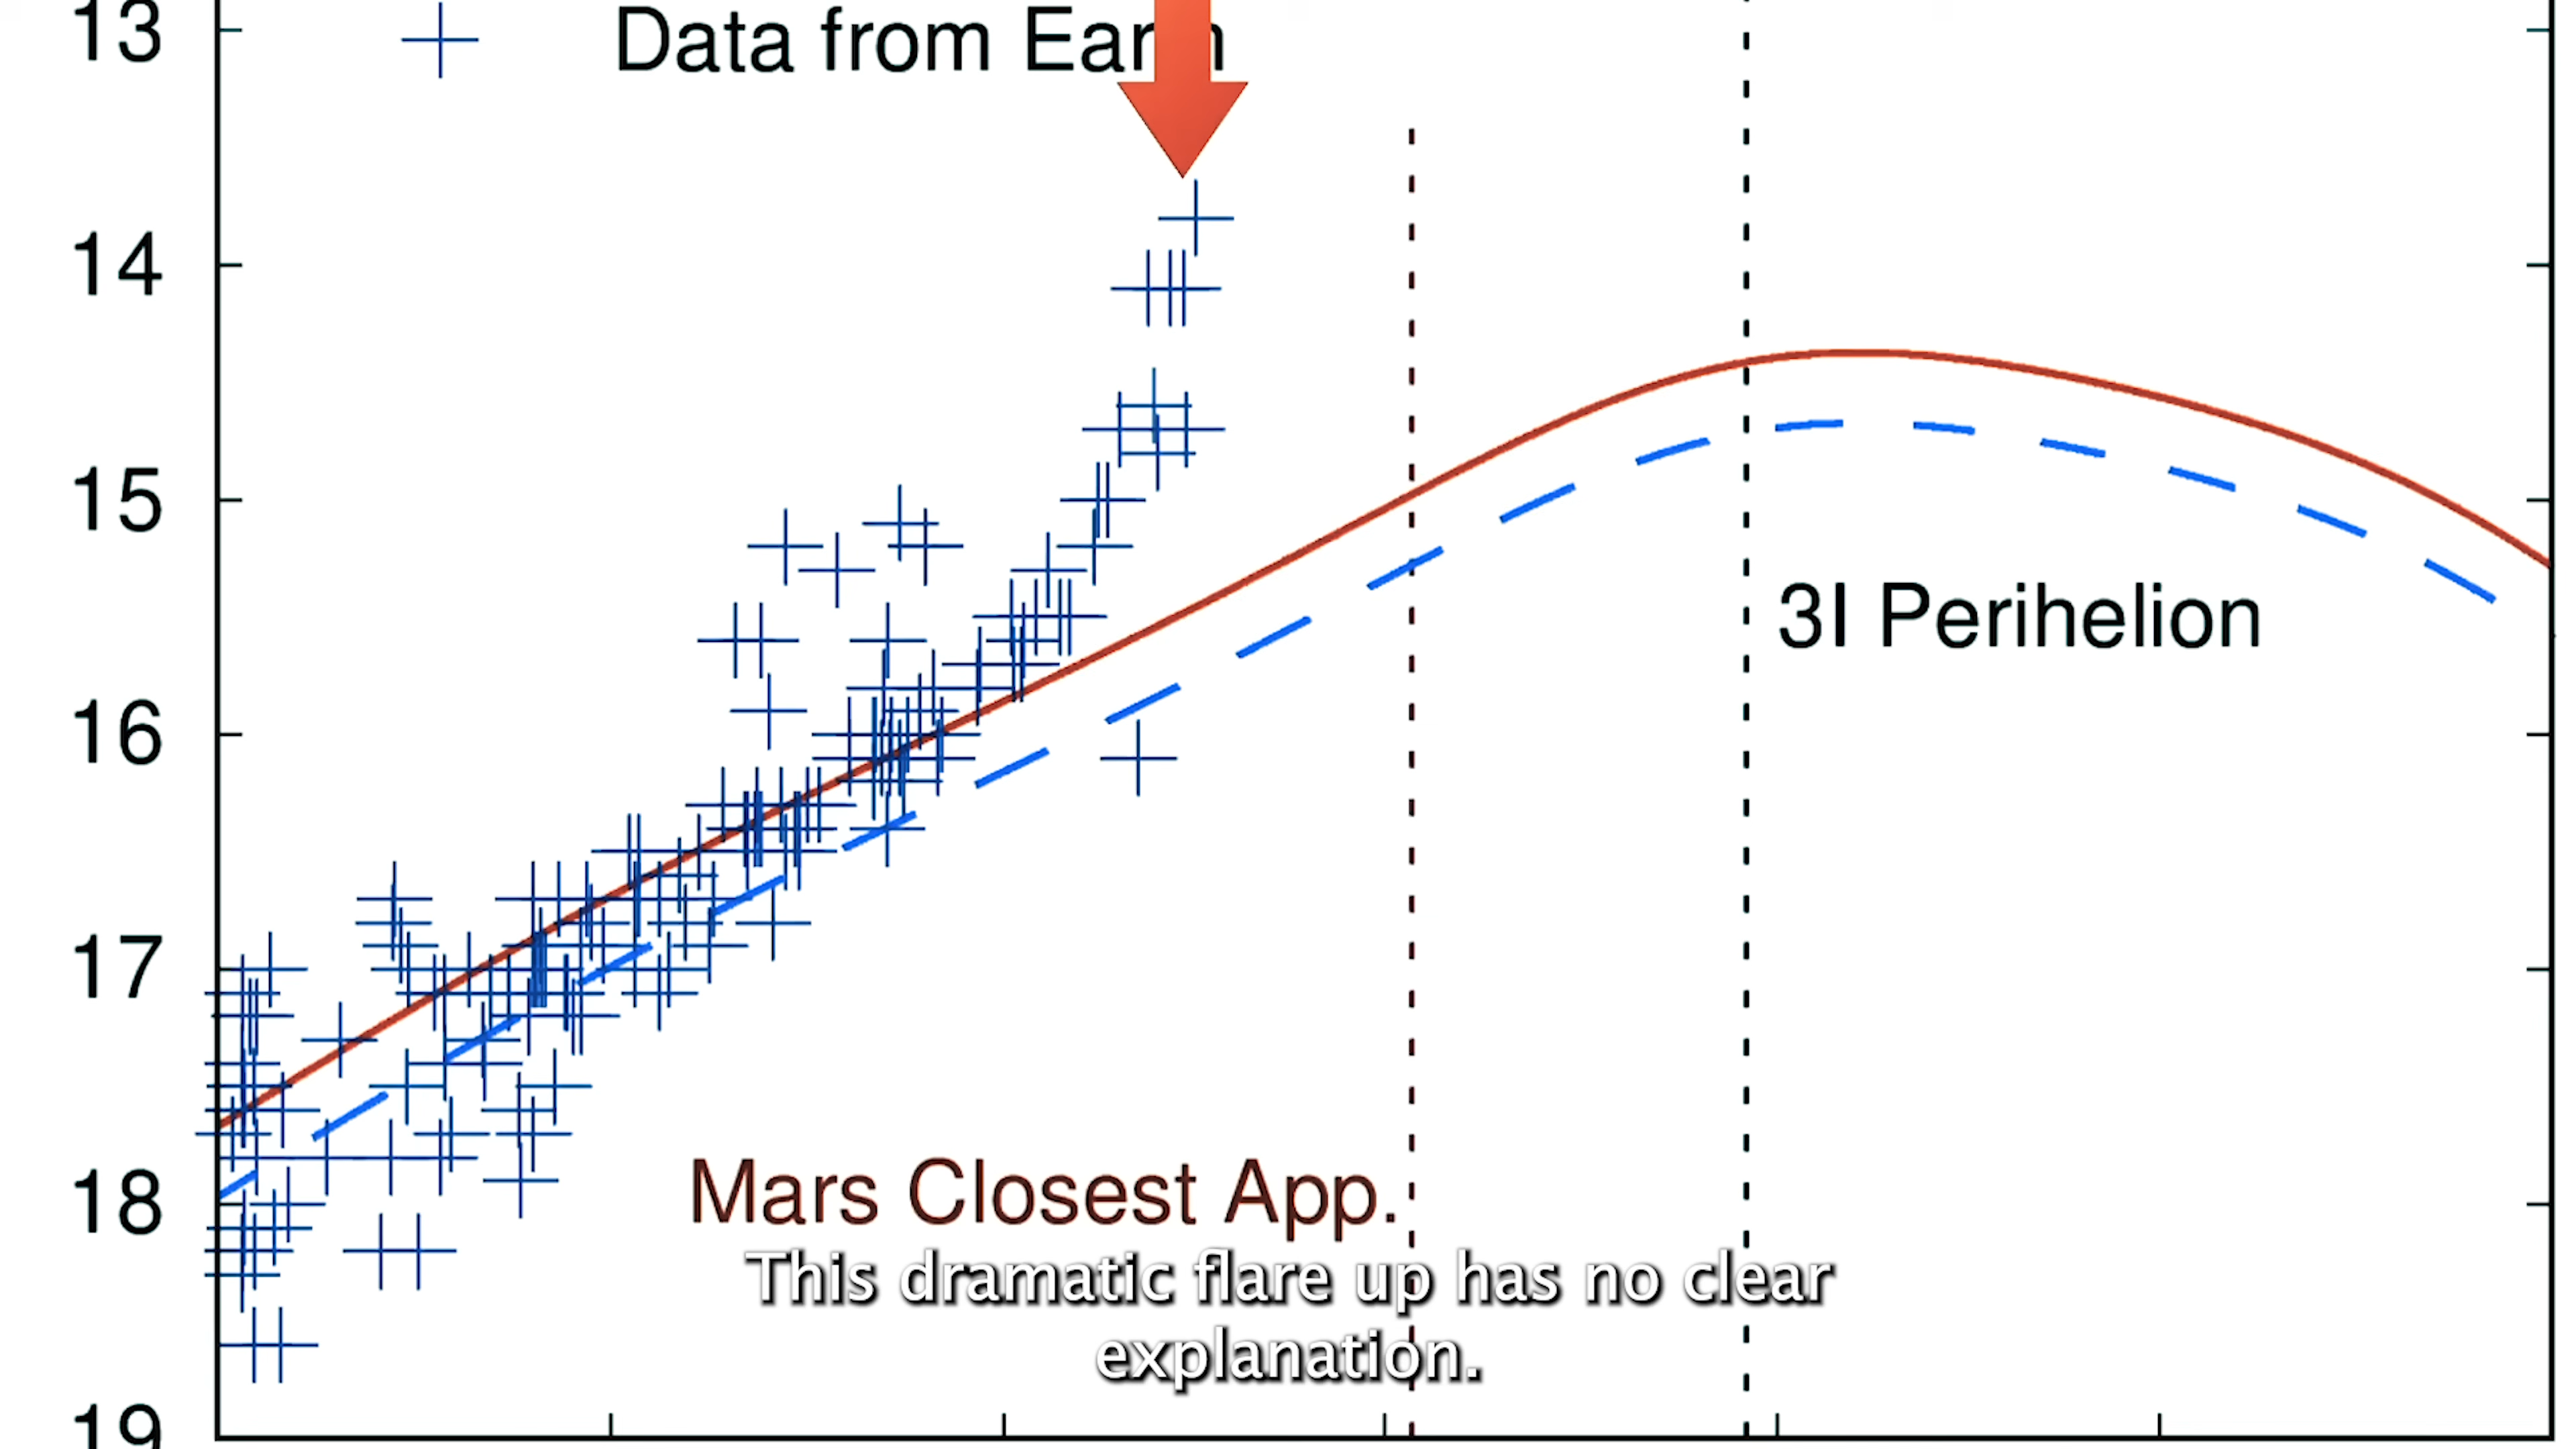 13
Data from Earth
14
15
16
3I Perihelion
17
Mars Closest App.
18
This dramatic flare up has no clear
explanation.
19